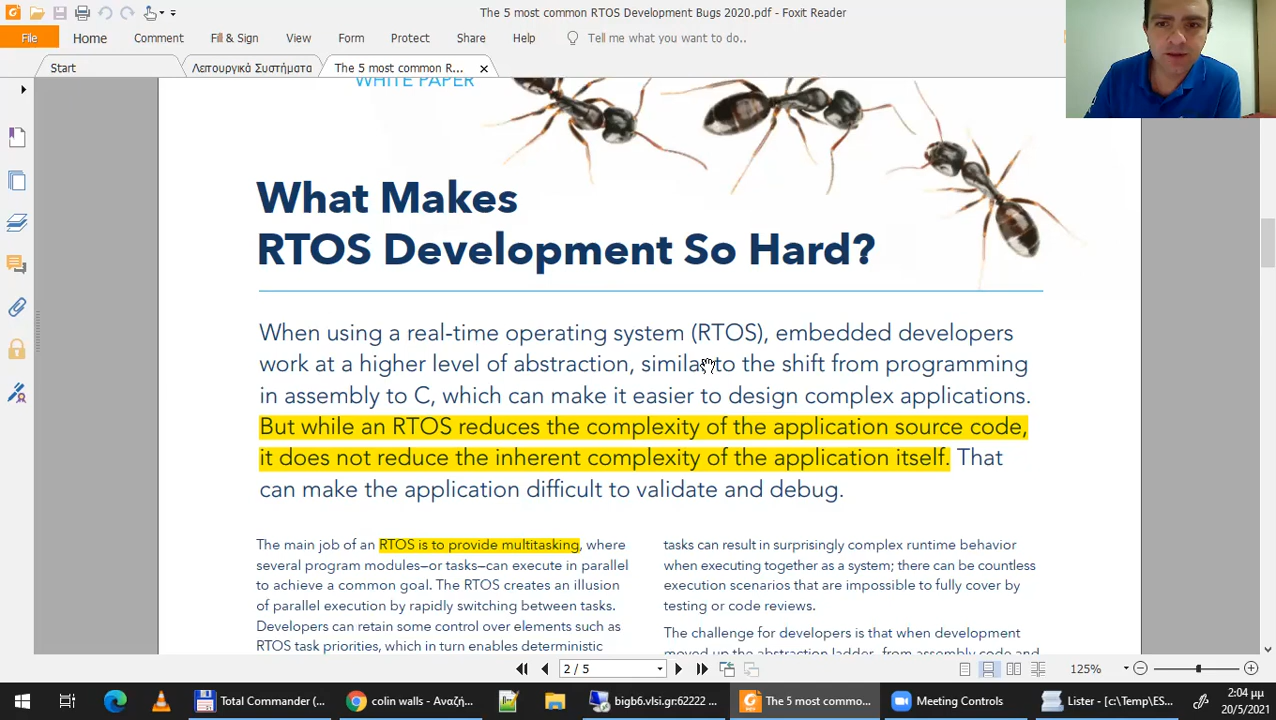 The 5 most common RTOS Development Bugs 2020.pdf - Foxit Reader
File Home Comment Fill & Sign View Form Protect Share Help Tell me what you want to do..
Start Λειτουργικά Συστήματα The 5 most common R...
WHITE PAPER
What Makes
RTOS Development So Hard?
When using a real-time operating system (RTOS), embedded developers
work at a higher level of abstraction, similar to the shift from programming
in assembly to C, which can make it easier to design complex applications.
But while an RTOS reduces the complexity of the application source code,
it does not reduce the inherent complexity of the application itself. That
can make the application difficult to validate and debug.
The main job of an RTOS is to provide multitasking, where
several program modules—or tasks—can execute in parallel
to achieve a common goal. The RTOS creates an illusion
of parallel execution by rapidly switching between tasks.
Developers can retain some control over elements such as
RTOS task priorities, which in turn enables deterministic
tasks can result in surprisingly complex runtime behavior
when executing together as a system; there can be countless
execution scenarios that are impossible to fully cover by
testing or code reviews.
The challenge for developers is that when development
moved up the abstraction ladder, from assembly code and
2 / 5 125%
Total Commander (... colin walls - Αναζή... bigb6.vlsi.gr:62222 ... The 5 most commo... Meeting Controls Lister - [c:\Temp\ES... 2:04 μμ
20/5/2021